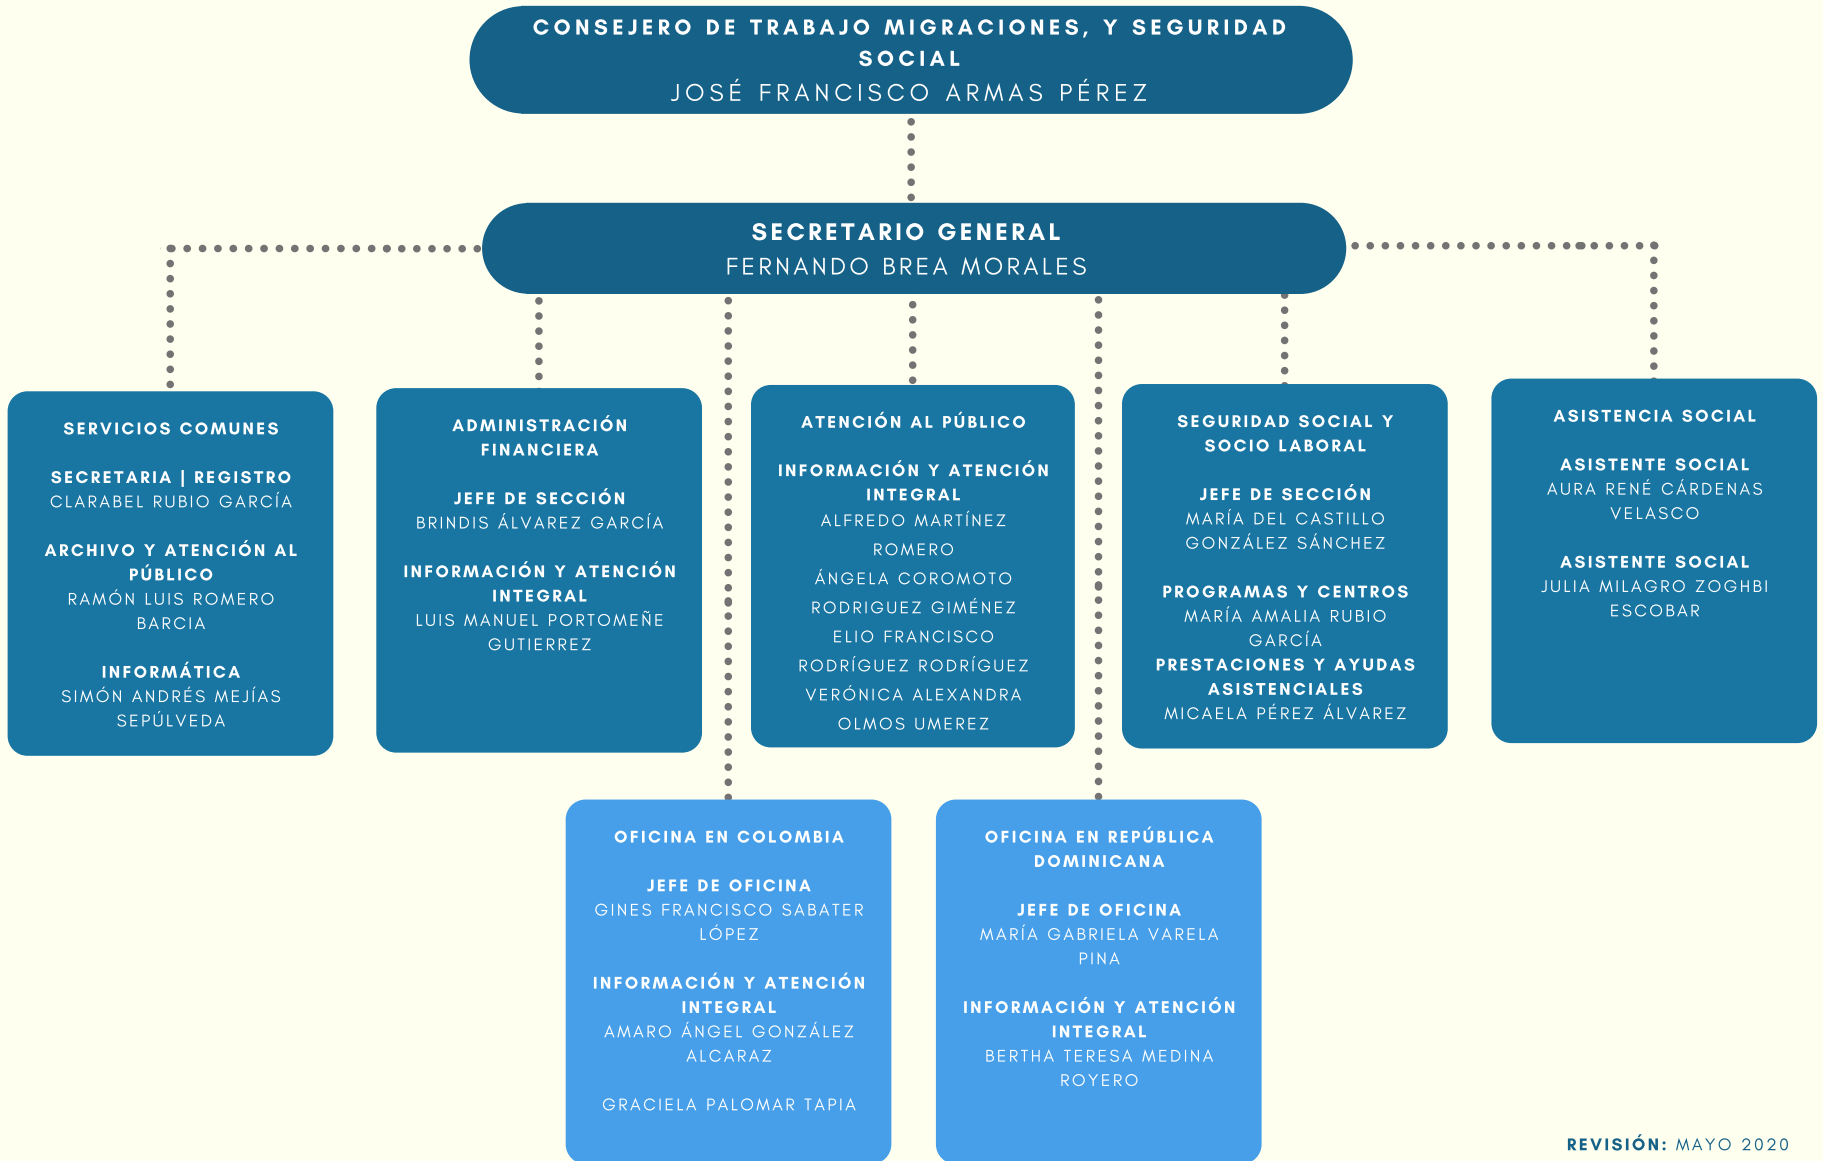 CONSEJERO DE TRABAJO MIGRACIONES, Y SEGURIDAD
SOCIAL
JOSÉ FRANCISCO ARMAS PÉREZ
SECRETARIO GENERAL
FERNANDO BREA MORALES
SERVICIOS COMUNES
SECRETARIA | REGISTRO
CLARABEL RUBIO GARCÍA
ARCHIVO Y ATENCIÓN AL
PÚBLICO
RAMÓN LUIS ROMERO
BARCIA
INFORMÁTICA
SIMÓN ANDRÉS MEJÍAS
SEPÚLVEDA
ADMINISTRACIÓN
FINANCIERA
JEFE DE SECCIÓN
BRINDIS ÁLVAREZ GARCÍA
INFORMACIÓN Y ATENCIÓN
INTEGRAL
LUIS MANUEL PORTOMEÑE
GUTIERREZ
ATENCIÓN AL PÚBLICO
INFORMACIÓN Y ATENCIÓN
INTEGRAL
ALFREDO MARTÍNEZ
ROMERO
ÁNGELA COROMOTO
RODRIGUEZ GIMÉNEZ
ELIO FRANCISCO
RODRÍGUEZ RODRÍGUEZ
VERÓNICA ALEXANDRA
OLMOS UMEREZ
SEGURIDAD SOCIAL Y
SOCIO LABORAL
JEFE DE SECCIÓN
MARÍA DEL CASTILLO
GONZÁLEZ SÁNCHEZ
PROGRAMAS Y CENTROS
MARÍA AMALIA RUBIO
GARCÍA
PRESTACIONES Y AYUDAS
ASISTENCIALES
MICAELA PÉREZ ÁLVAREZ
ASISTENCIA SOCIAL
ASISTENTE SOCIAL
AURA RENÉ CÁRDENAS
VELASCO
ASISTENTE SOCIAL
JULIA MILAGRO ZOGHBI
ESCOBAR
OFICINA EN COLOMBIA
JEFE DE OFICINA
GINES FRANCISCO SABATER
LÓPEZ
INFORMACIÓN Y ATENCIÓN
INTEGRAL
AMARO ÁNGEL GONZÁLEZ
ALCARAZ
GRACIELA PALOMAR TAPIA
OFICINA EN REPÚBLICA
DOMINICANA
JEFE DE OFICINA
MARÍA GABRIELA VARELA
PINA
INFORMACIÓN Y ATENCIÓN
INTEGRAL
BERTHA TERESA MEDINA
ROYERO
REVISIÓN: MAYO 2020